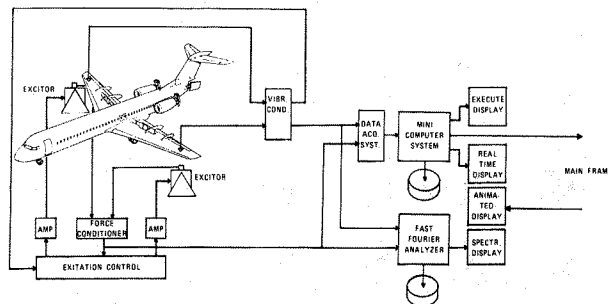 EXCITOR
VIBR.
COND.
DATA
ACQ.
SYST.
MINI
COMPUTER
SYSTEM
EXECUTE
DISPLAY
REAL
TIME
DISPLAY
MAIN FRAM
ANIMA-
TED-
DISPLAY
EXCITOR
AMP
FORCE
CONDITIONER
AMP
FAST
FOURIER
ANALYZER
SPECTR.
DISPLAY
EXITATION CONTROL